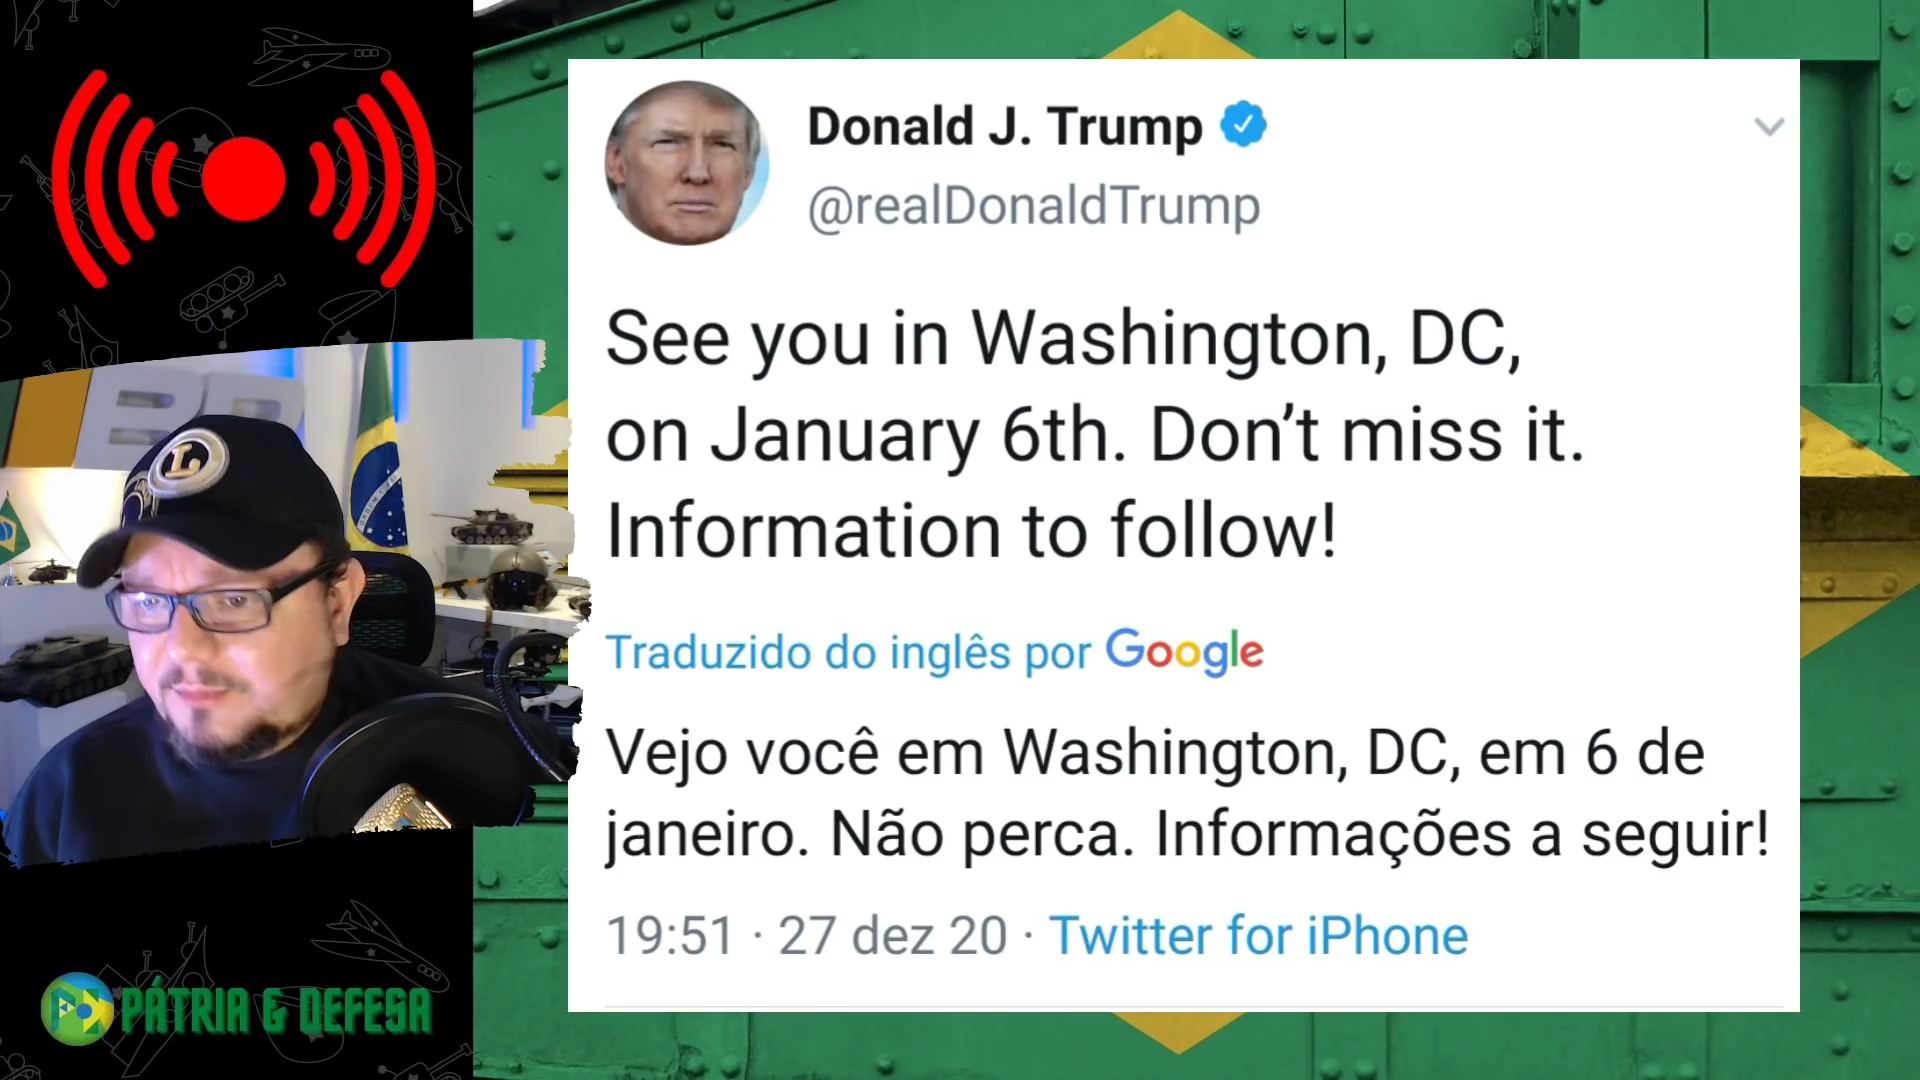 Donald J. Trump
@realDonaldTrump
See you in Washington, DC,
on January 6th. Don’t miss it.
Information to follow!
Traduzido do inglês por Google
Vejo você em Washington, DC, em 6 de
janeiro. Não perca. Informações a seguir!
19:51 · 27 dez 20 · Twitter for iPhone
BR
L
PÁTRIA & DEFESA